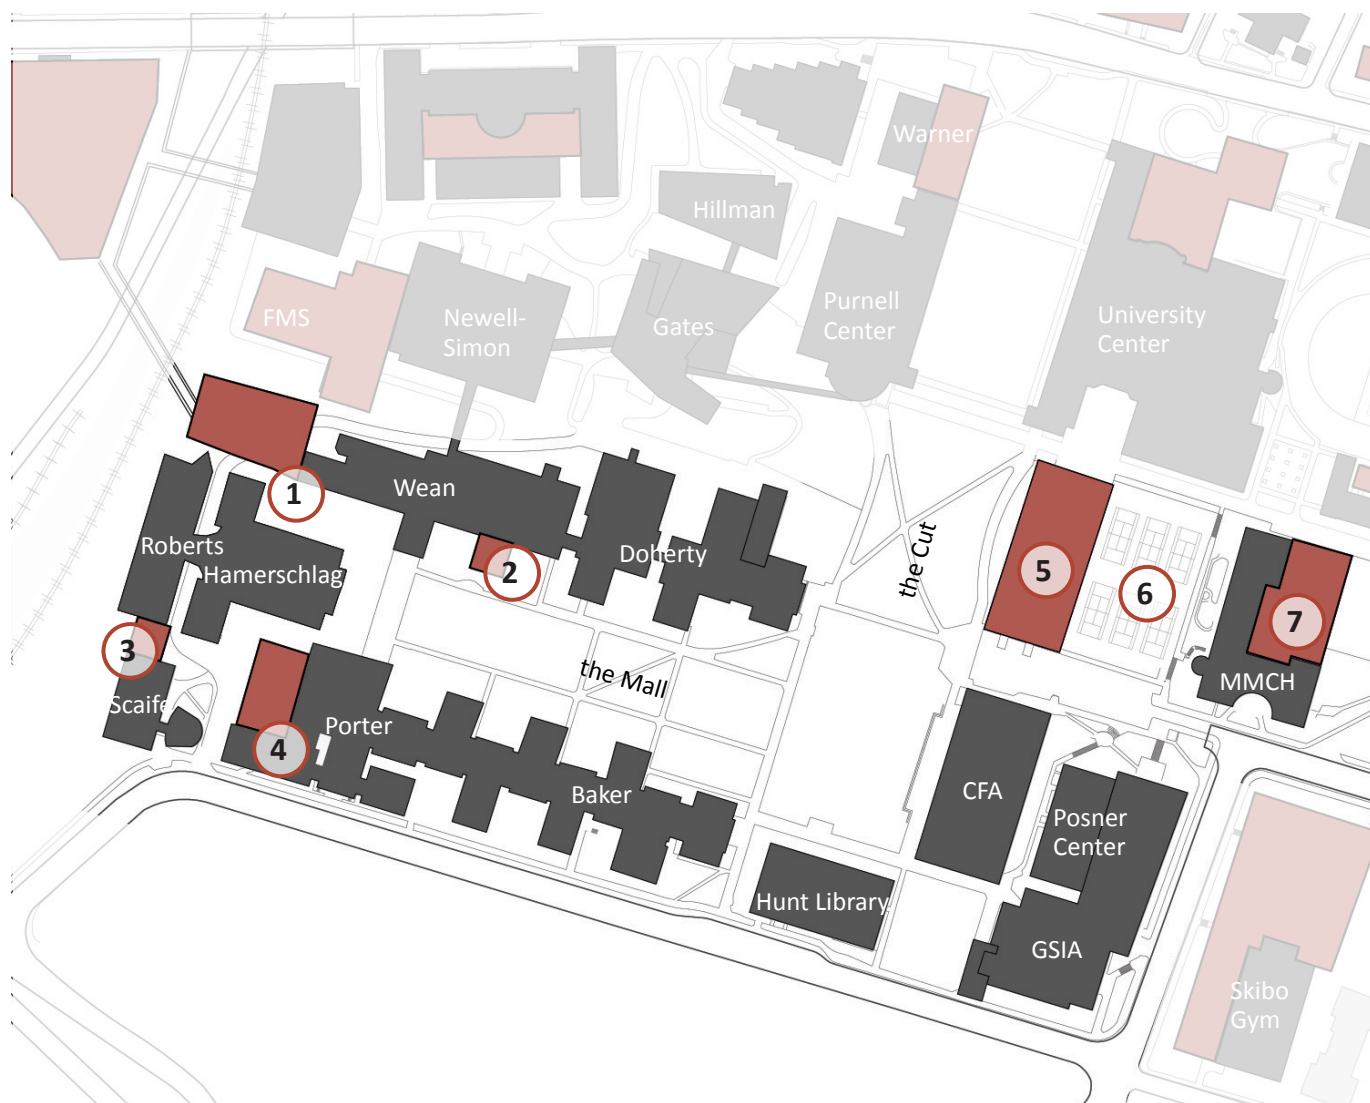 Warner
Hillman
Purnell
Center
University
Center
FMS
Newell-
Simon
Gates
1
Wean
Roberts
Hamerschlag
2
Doherty
the Cut
5
6
7
3
Scaife
the Mall
MMCH
4
Porter
Baker
CFA
Posner
Center
Hunt Library
GSIA
Skibo
Gym